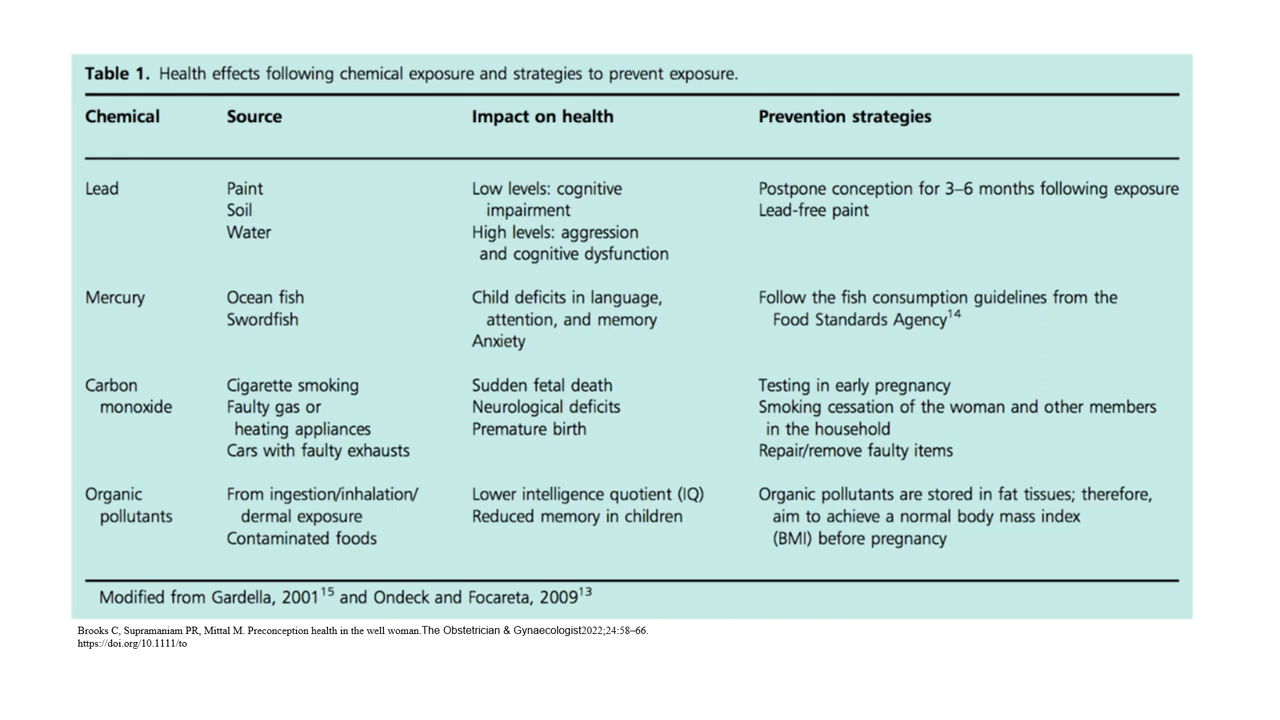 Table 1. Health effects following chemical exposure and strategies to prevent exposure.
Chemical Source Impact on health Prevention strategies
Lead Paint Low levels: cognitive Postpone conception for 3–6 months following exposure
Soil impairment Lead-free paint
Water High levels: aggression
and cognitive dysfunction
Mercury Ocean fish Child deficits in language, Follow the fish consumption guidelines from the
Swordfish attention, and memory Food Standards Agency14
Anxiety
Carbon Cigarette smoking Sudden fetal death Testing in early pregnancy
monoxide Faulty gas or Neurological deficits Smoking cessation of the woman and other members
heating appliances Premature birth in the household
Cars with faulty exhausts Repair/remove faulty items
Organic From ingestion/inhalation/ Lower intelligence quotient (IQ) Organic pollutants are stored in fat tissues; therefore,
pollutants dermal exposure Reduced memory in children aim to achieve a normal body mass index
Contaminated foods (BMI) before pregnancy
Modified from Gardella, 200115 and Ondeck and Focareta, 200913
Brooks C, Supramaniam PR, Mittal M. Preconception health in the well woman.The Obstetrician & Gynaecologist2022;24:58–66.
https://doi.org/10.1111/to